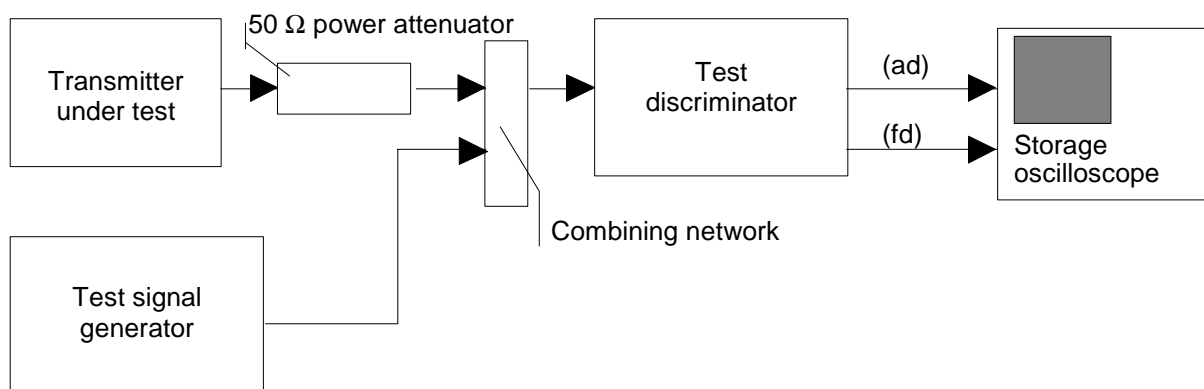 50 Ω power attenuator
Transmitter
under test
Test
discriminator
(ad)
(fd)
Storage
oscilloscope
Combining network
Test signal
generator